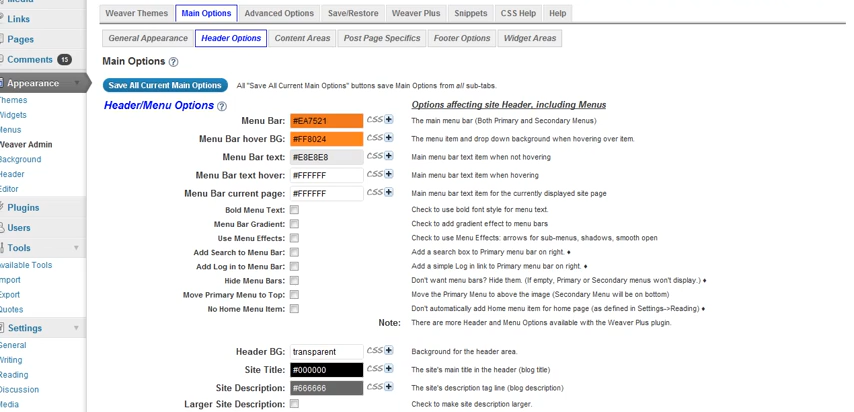 Media
Links
Pages
Comments 15
Appearance
Themes
Widgets
Menus
Weaver Admin
Background
Header
Editor
Plugins
Users
Tools
Available Tools
Import
Export
Quotes
Settings
General
Writing
Reading
Discussion
Media
Weaver Themes Main Options Advanced Options Save/Restore Weaver Plus Snippets CSS Help Help
General Appearance Header Options Content Areas Post Page Specifics Footer Options Widget Areas
Main Options ?
Save All Current Main Options All "Save All Current Main Options" buttons save Main Options from all sub-tabs.
Header/Menu Options ? Options affecting site Header, including Menus
Menu Bar: #EA7521 CSS + The main menu bar (Both Primary and Secondary Menus)
Menu Bar hover BG: #FF8024 CSS + The menu item and drop down background when hovering over item.
Menu Bar text: #E8E8E8 CSS + Main menu bar text item when not hovering
Menu Bar text hover: #FFFFFF CSS + Main menu bar text item when hovering
Menu Bar current page: #FFFFFF CSS + Main menu bar text item for the currently displayed site page
Bold Menu Text: Check to use bold font style for menu text.
Menu Bar Gradient: Check to add gradient effect to menu bars
Use Menu Effects: Check to use Menu Effects: arrows for sub-menus, shadows, smooth open
Add Search to Menu Bar: Add a search box to Primary menu bar on right. ♦
Add Log in to Menu Bar: Add a simple Log in link to Primary menu bar on right. ♦
Hide Menu Bars: Don't want menu bars? Hide them. (If empty, Primary or Secondary menus won't display.) ♦
Move Primary Menu to Top: Move the Primary Menu to above the image (Secondary Menu will be on bottom)
No Home Menu Item: Don't automatically add Home menu item for home page (as defined in Settings->Reading) ♦
Note: There are more Header and Menu Options available with the Weaver Plus plugin.
Header BG: transparent CSS + Background for the header area.
Site Title: #000000 CSS + The site's main title in the header (blog title)
Site Description: #666666 CSS + The site's description tag line (blog description)
Larger Site Description: Check to make site description larger.